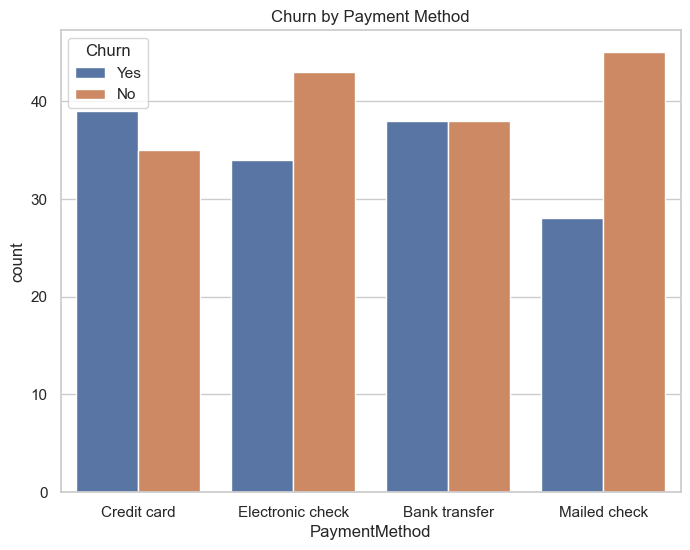 Churn by Payment Method
Churn
Yes
No
40
30
20
10
0
count
Credit card
Electronic check
Bank transfer
Mailed check
PaymentMethod